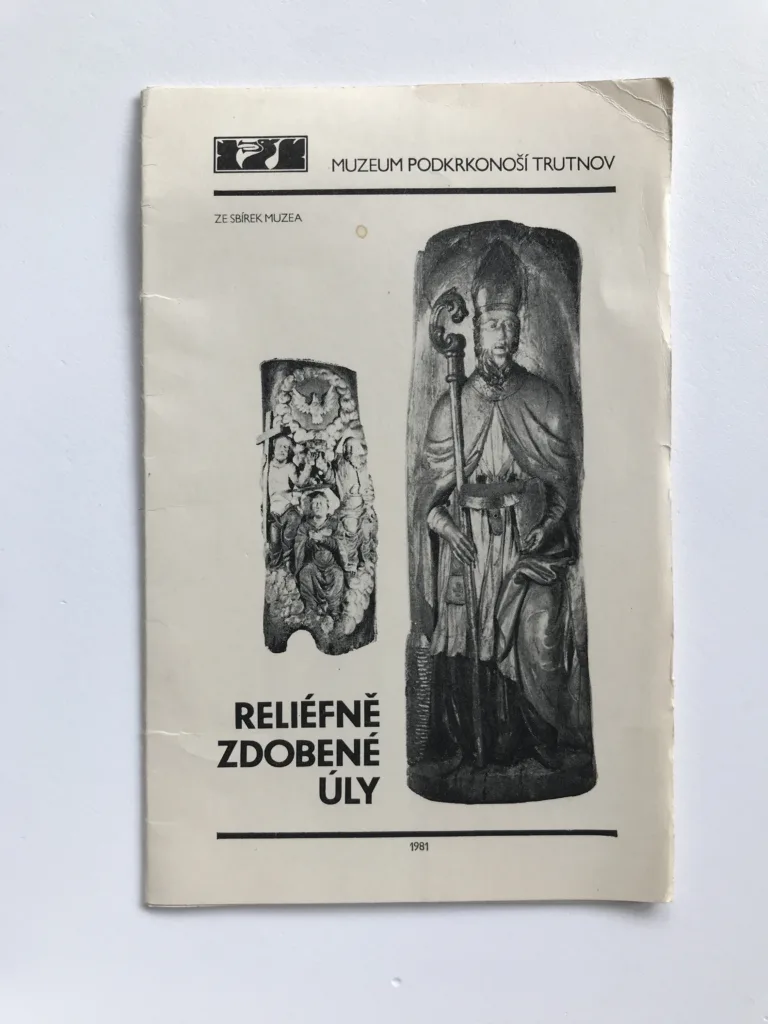 MUZEUM PODKRKONOŠÍ TRUTNOV
ZE SBÍREK MUZEA
RELIÉFNĚ
ZDOBENÉ
ÚLY
1981